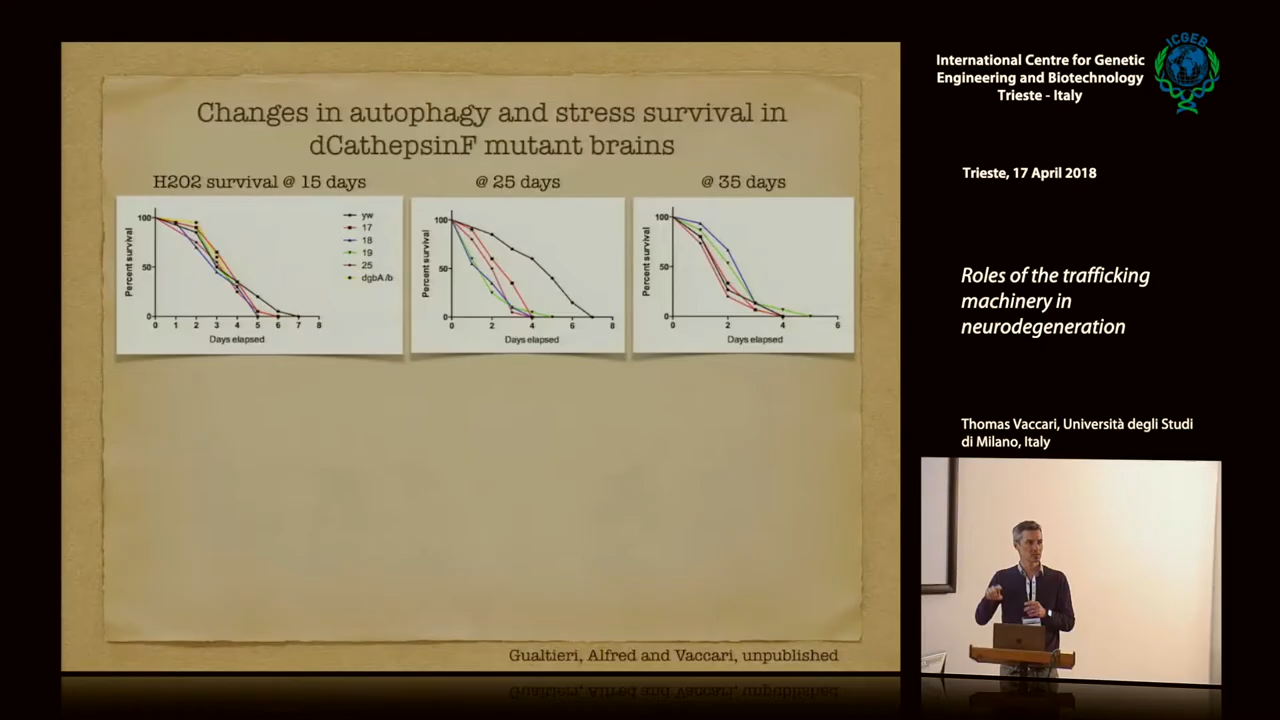 Changes in autophagy and stress survival in
dCathepsinF mutant brains
H2O2 survival @ 15 days
@ 25 days
@ 35 days
Percent survival
100
50
0
0 1 2 3 4 5 6 7 8
Days elapsed
yw
17
18
19
25
dgbA/b
Percent survival
100
50
0
0 2 4 6 8
Days elapsed
Percent survival
100
50
0
0 2 4 6
Days elapsed
Gualtieri, Alfred and Vaccari, unpublished
International Centre for Genetic
Engineering and Biotechnology
Trieste - Italy
ICGEB
Trieste, 17 April 2018
Roles of the trafficking
machinery in
neurodegeneration
Thomas Vaccari, Università degli Studi
di Milano, Italy